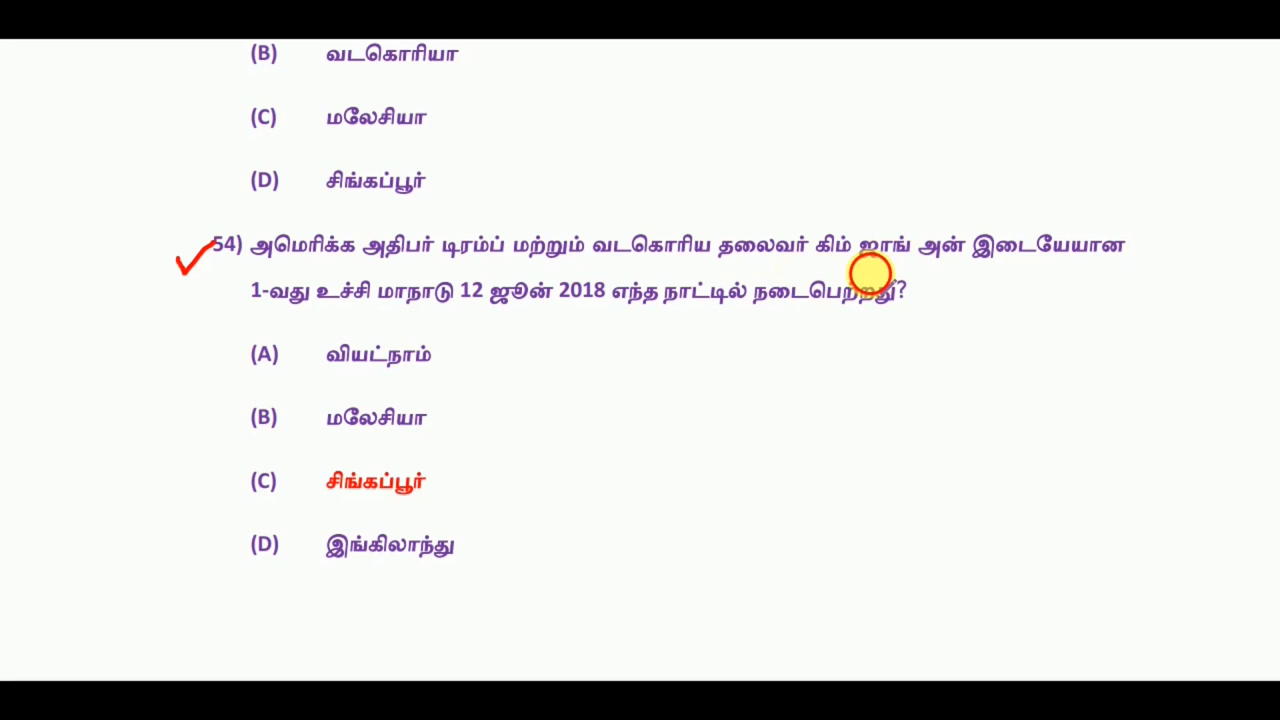 (B) வடகொரியா
(C) மலேசியா
(D) சிங்கப்பூர்
54) அமெரிக்க அதிபர் டிரம்ப் மற்றும் வடகொரிய தலைவர் கிம் ஜாங் அன் இடையேயான
1-வது உச்சி மாநாடு 12 ஜூன் 2018 எந்த நாட்டில் நடைபெற்றது?
(A) வியட்நாம்
(B) மலேசியா
(C) சிங்கப்பூர்
(D) இங்கிலாந்து